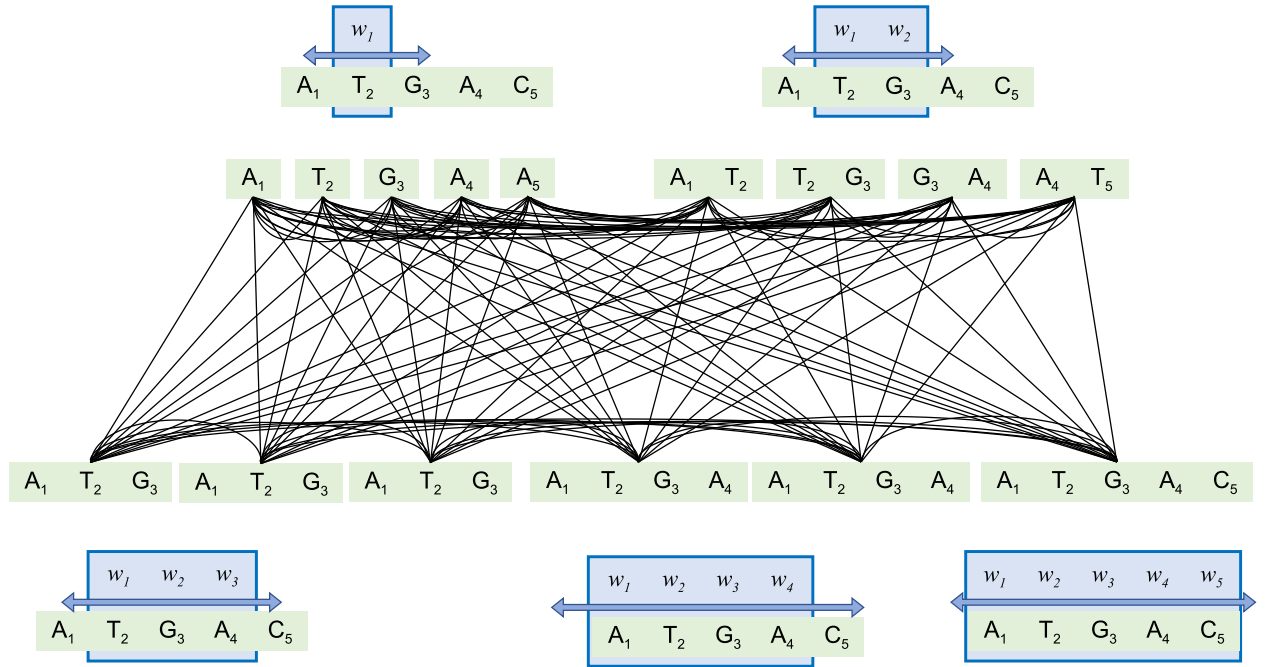 w₁ w₁ w₂
A₁ T₂ G₃ A₄ C₅ A₁ T₂ G₃ A₄ C₅
A₁ T₂ G₃ A₄ A₅ A₁ T₂ T₂ G₃ G₃ A₄ A₄ T₅
A₁ T₂ G₃ A₁ T₂ G₃ A₁ T₂ G₃ A₁ T₂ G₃ A₄ A₁ T₂ G₃ A₄ A₁ T₂ G₃ A₄ C₅
w₁ w₂ w₃ w₁ w₂ w₃ w₄ w₁ w₂ w₃ w₄ w₅
A₁ T₂ G₃ A₄ C₅ A₁ T₂ G₃ A₄ C₅ A₁ T₂ G₃ A₄ C₅